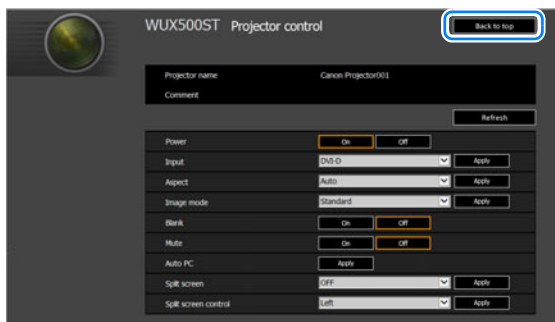 WUX500ST Projector control
Back to top
Projector name Canon Projector001
Comment
Refresh
Power On Off
Input DVI-D Apply
Aspect Auto Apply
Image mode Standard Apply
Blank On Off
Mute On Off
Auto PC Apply
Split screen OFF Apply
Split screen control Left Apply